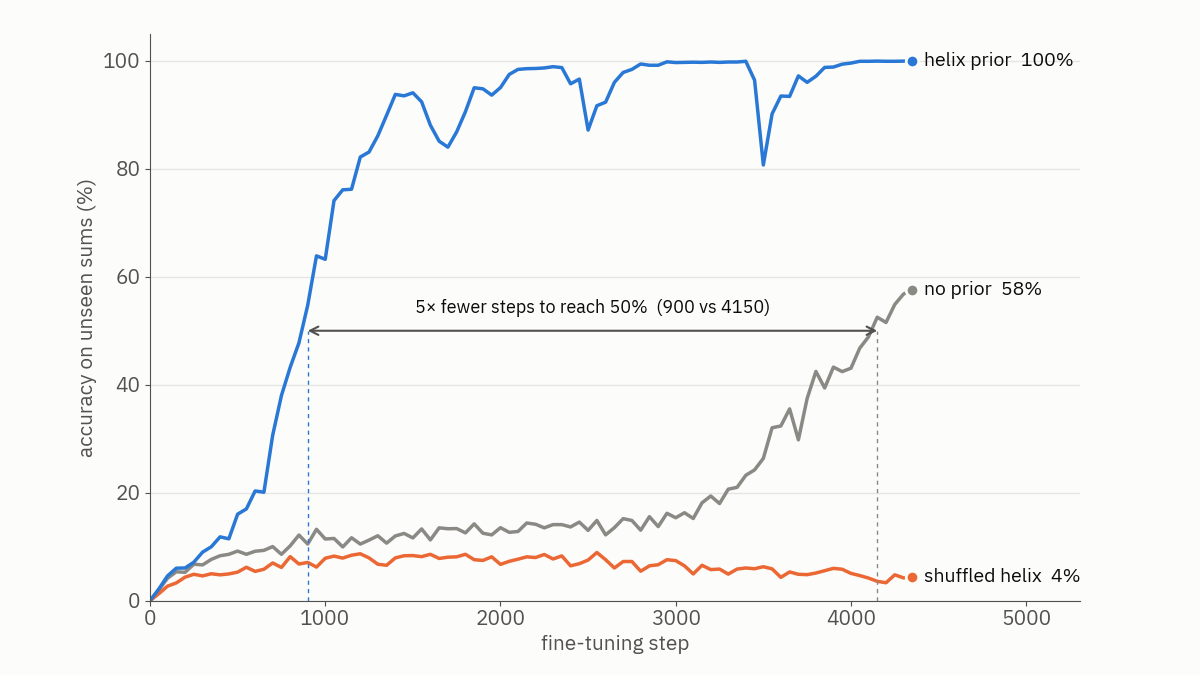 100
80
60
40
20
0
accuracy on unseen sums (%)
helix prior 100%
no prior 58%
5× fewer steps to reach 50% (900 vs 4150)
shuffled helix 4%
0 1000 2000 3000 4000 5000
fine-tuning step